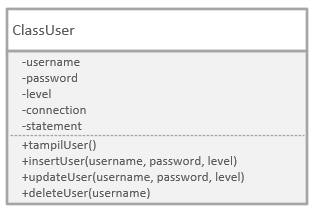 ClassUser
-username
-password
-level
-connection
-statement
+tampilUser()
+insertUser(username, password, level)
+updateUser(username, password, level)
+deleteUser(username)